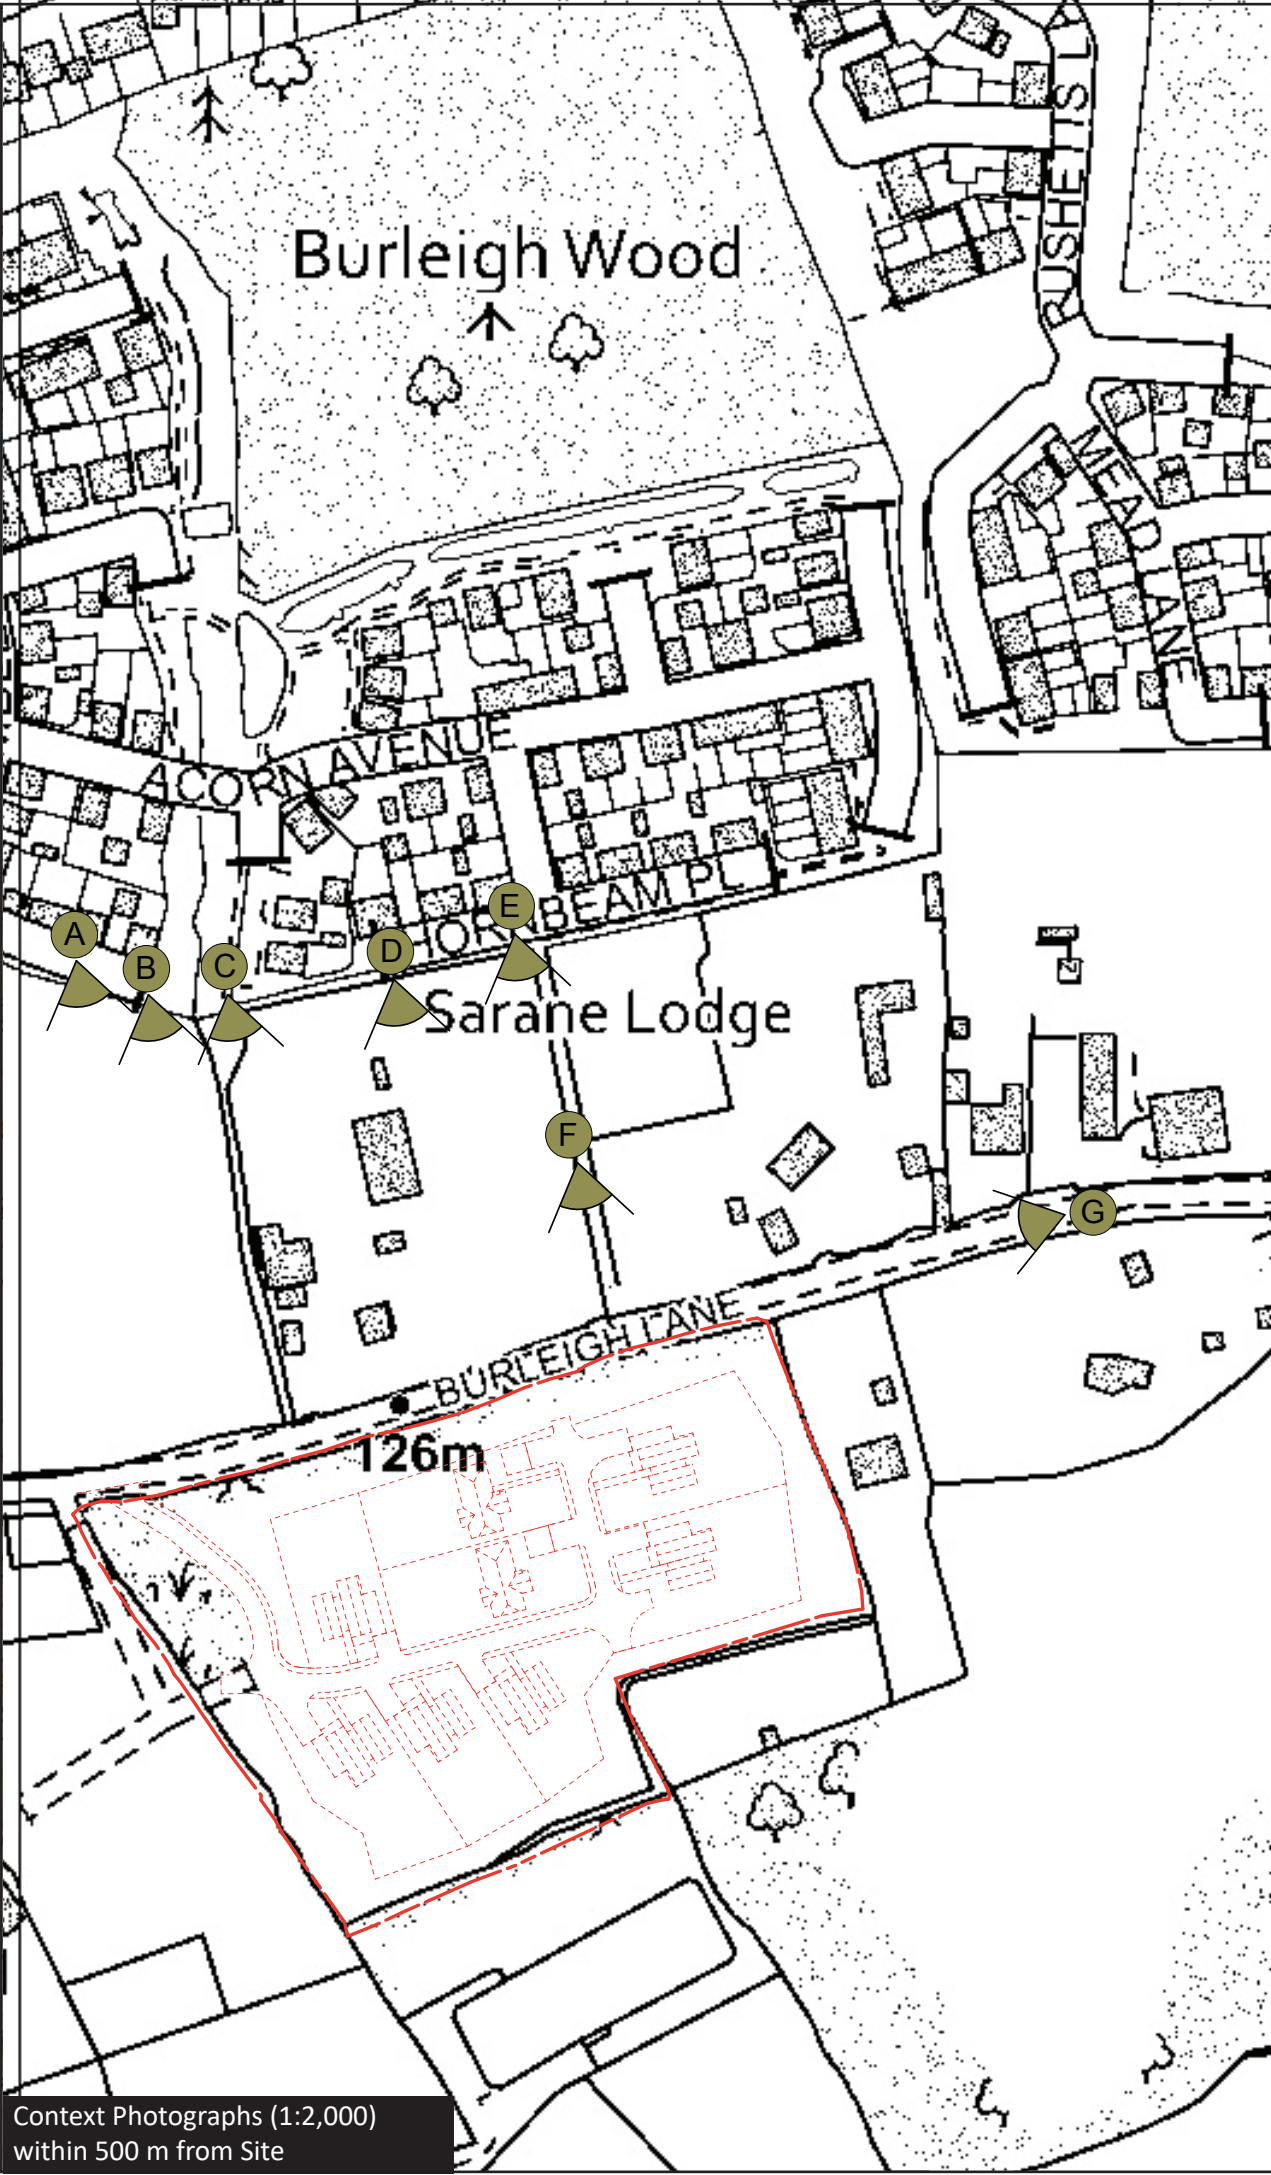 RUSHETTS LA
Burleigh Wood
MEAD LANE
ACORN AVENUE
HORNBEAM PL
E
A
D
B
C
Sarane Lodge
F
G
BURLEIGH LANE
126m
Context Photographs (1:2,000)
within 500 m from Site